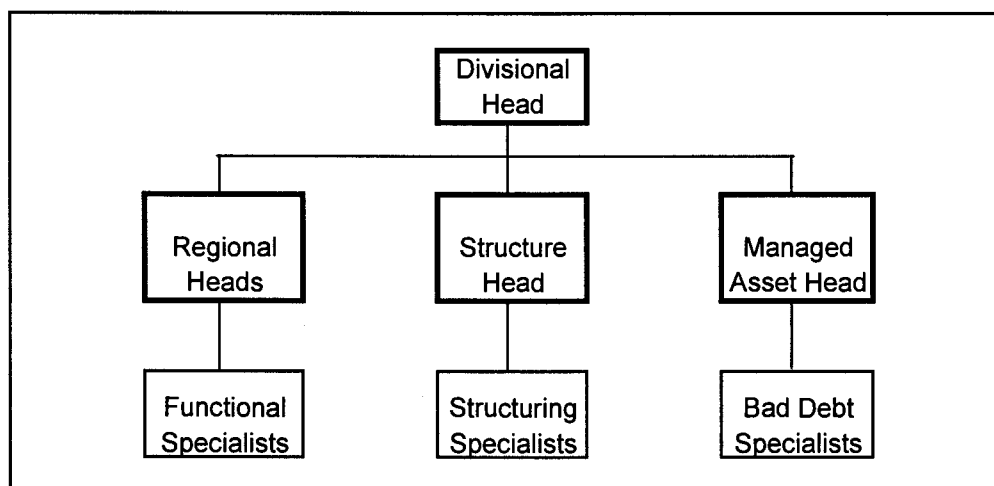 Divisional
Head
Regional
Heads
Structure
Head
Managed
Asset Head
Functional
Specialists
Structuring
Specialists
Bad Debt
Specialists